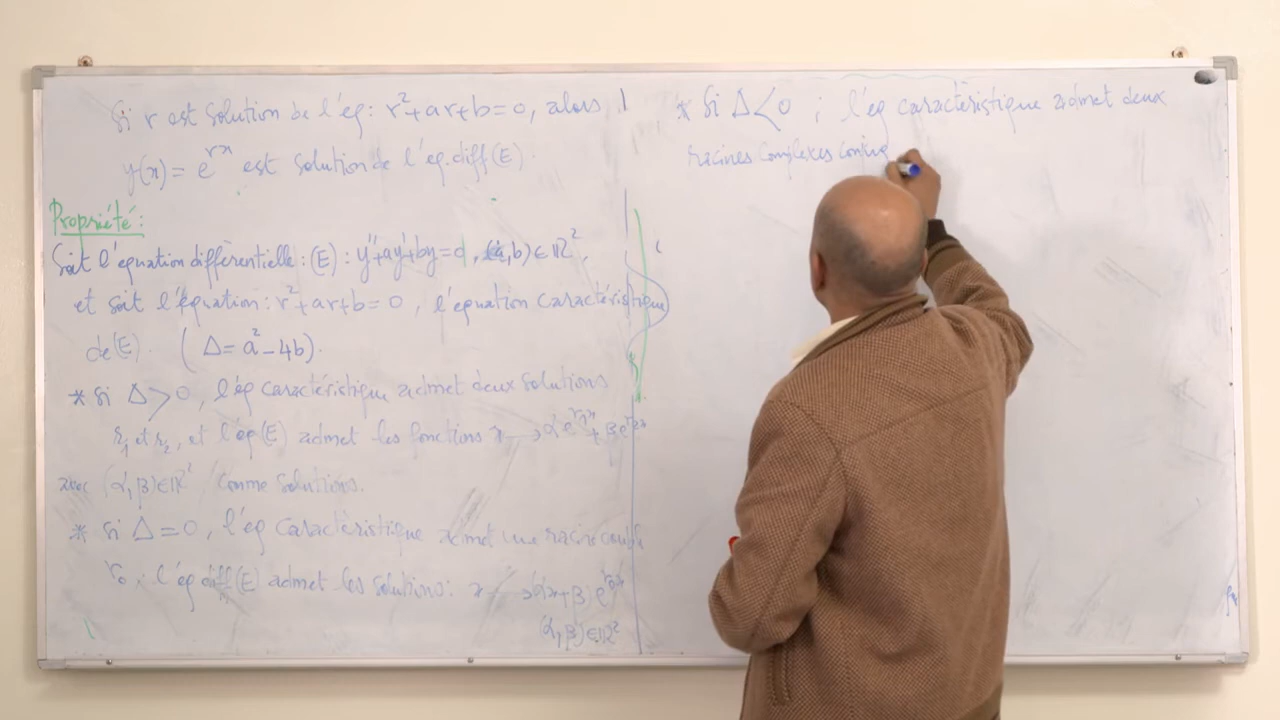 Si r est solution de l'éq: r²+ar+b=0, alors
y(x) = e^{rx} est solution de l'eq.diff(E).
Propriété:
Soit l'équation différentielle: (E): y''+ay'+by=0, (a,b)∈ℝ²,
et soit l'équation: r²+ar+b=0, l'équation caractéristique
de (E). (Δ=a²-4b).
* Si Δ>0, l'éq caractéristique admet deux solutions
r₁ et r₂, et l'éq(E) admet les fonctions x→αe^{r₁x}+βe^{r₂x}
avec (α,β)∈ℝ² comme solutions.
* Si Δ=0, l'éq caractéristique admet une racine double
r₀, l'éq diff(E) admet les solutions: x→(αx+β)e^{r₀x}
(α,β)∈ℝ²
* Si Δ<0; l'éq caractéristique admet deux
racines complexes conjug